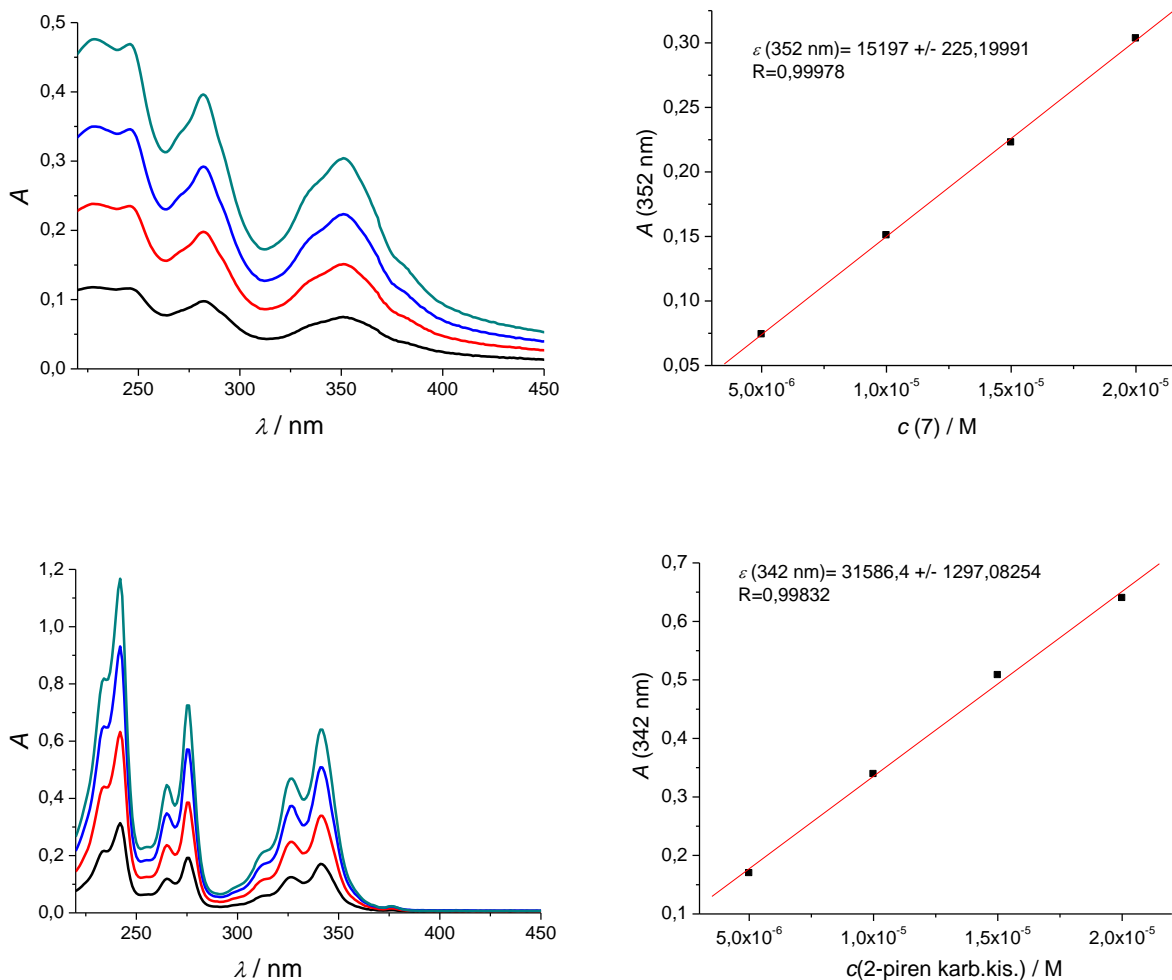 0,5
0,4
0,3
0,2
0,1
0,0
A
250 300 350 400 450
λ / nm
ε (352 nm)= 15197 +/- 225,19991
R=0,99978
0,30
0,25
0,20
0,15
0,10
0,05
A (352 nm)
5,0x10⁻⁶ 1,0x10⁻⁵ 1,5x10⁻⁵ 2,0x10⁻⁵
c (7) / M
1,2
1,0
0,8
0,6
0,4
0,2
0,0
A
250 300 350 400 450
λ / nm
ε (342 nm)= 31586,4 +/- 1297,08254
R=0,99832
0,7
0,6
0,5
0,4
0,3
0,2
0,1
A (342 nm)
5,0x10⁻⁶ 1,0x10⁻⁵ 1,5x10⁻⁵ 2,0x10⁻⁵
c(2-piren karb.kis.) / M